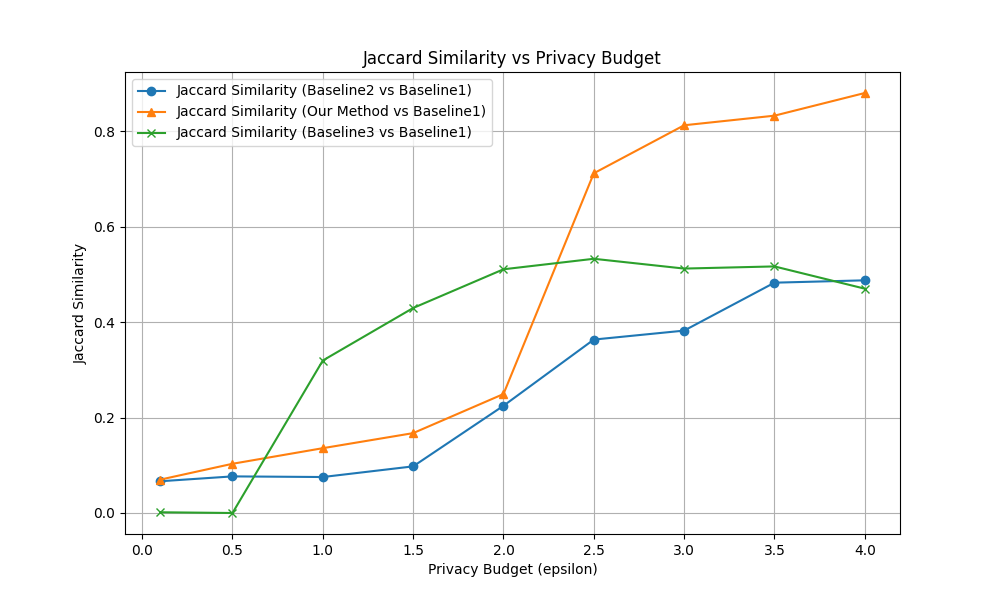 Jaccard Similarity vs Privacy Budget
Jaccard Similarity (Baseline2 vs Baseline1)
Jaccard Similarity (Our Method vs Baseline1)
Jaccard Similarity (Baseline3 vs Baseline1)
Jaccard Similarity
0.8
0.6
0.4
0.2
0.0
0.0 0.5 1.0 1.5 2.0 2.5 3.0 3.5 4.0
Privacy Budget (epsilon)